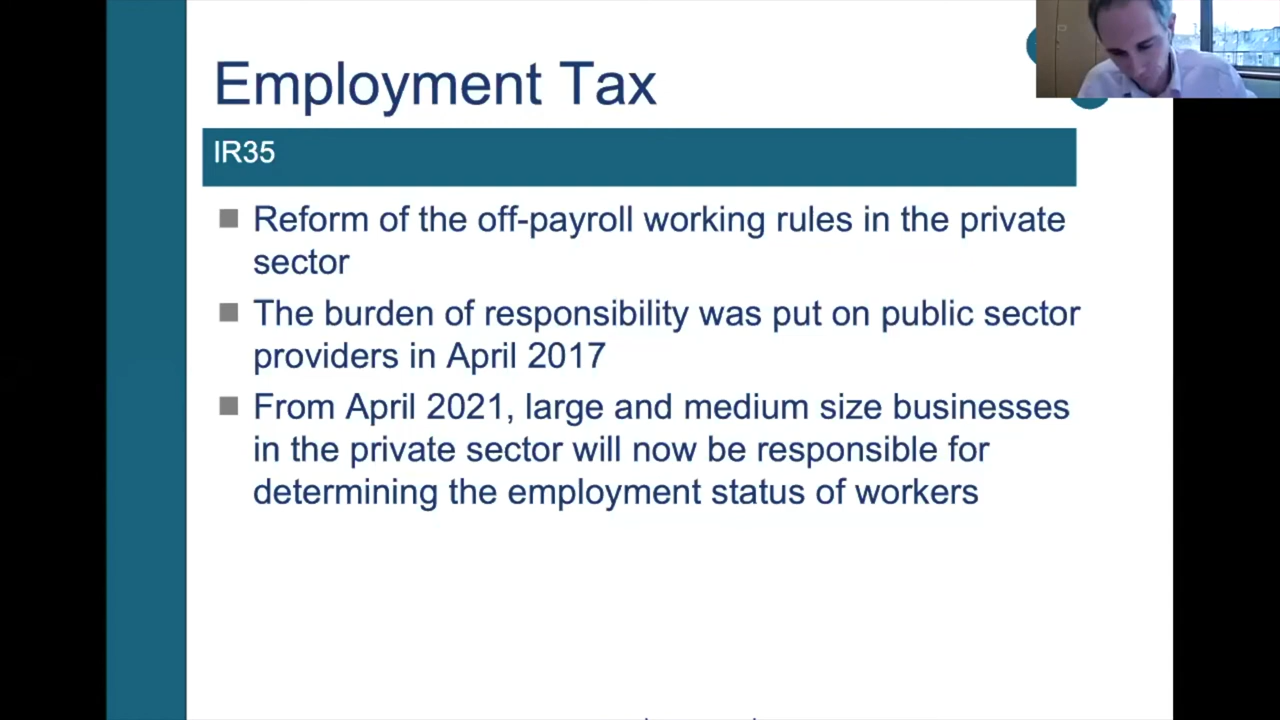 Employment Tax
IR35
Reform of the off-payroll working rules in the private
sector
The burden of responsibility was put on public sector
providers in April 2017
From April 2021, large and medium size businesses
in the private sector will now be responsible for
determining the employment status of workers